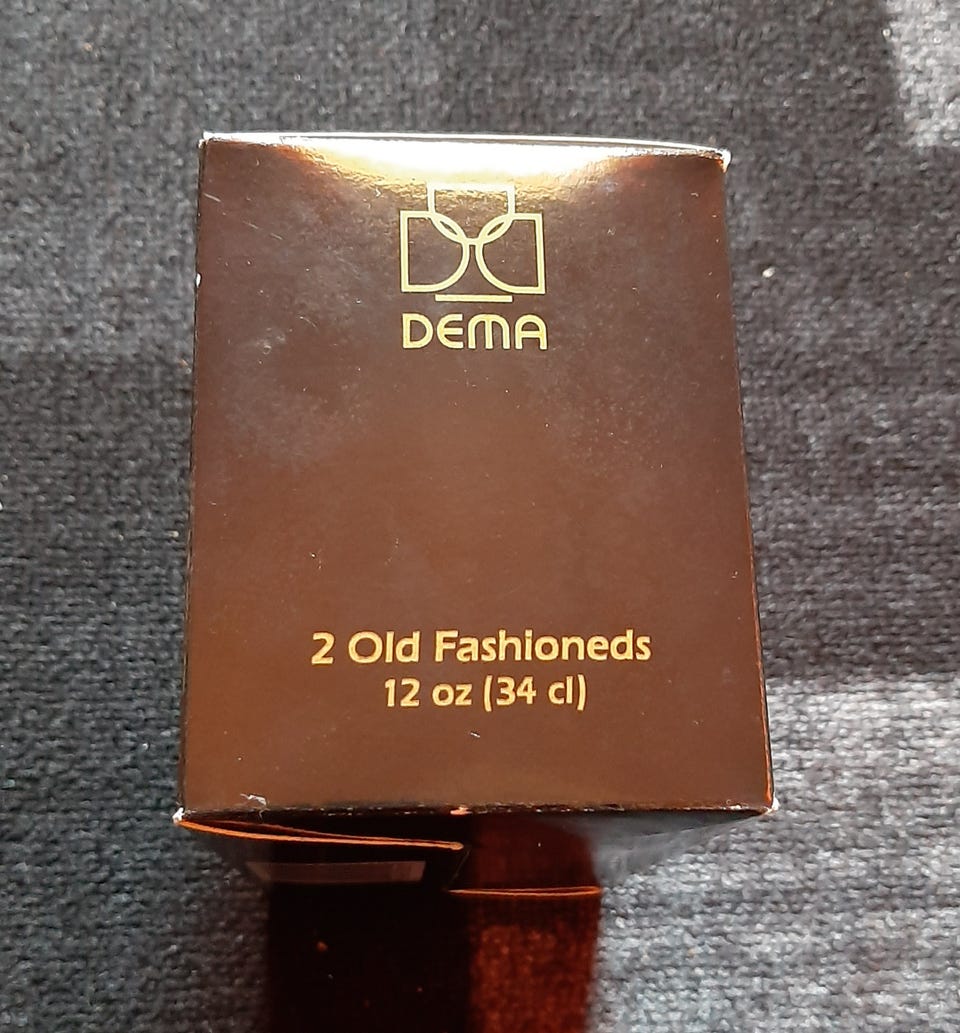 DEMA
2 Old Fashioneds
12 oz (34 cl)